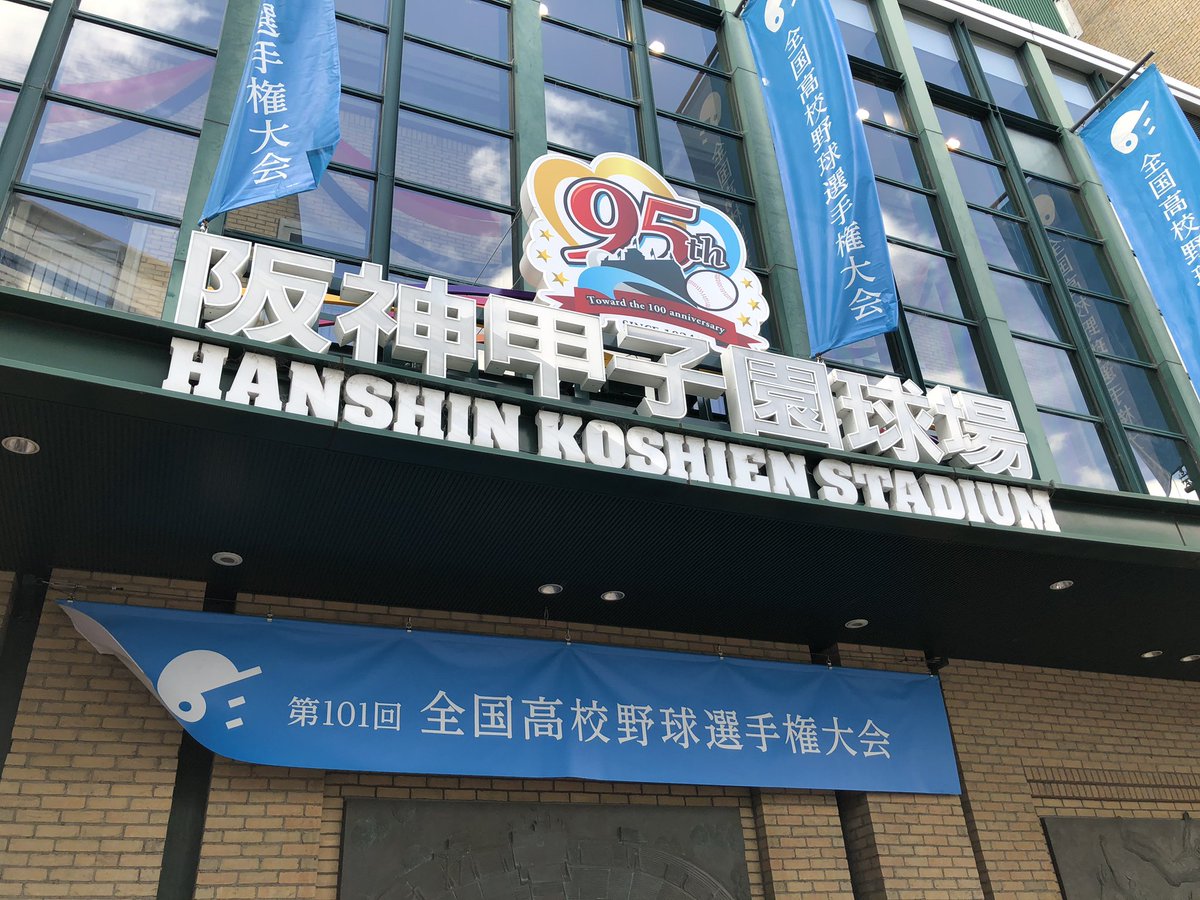 選手権大会
全国高校野球選手権大会
全国高校
95th
Toward the 100 anniversary
阪神甲子園球場
HANSHIN KOSHIEN STADIUM
第101回 全国高校野球選手権大会